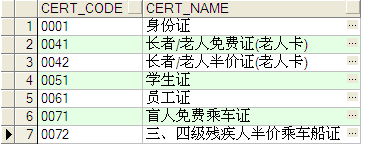 CERT_CODE CERT_NAME
1 0001 身份证 ...
2 0041 长者/老人免费证(老人卡) ...
3 0042 长者/老人半价证(老人卡) ...
4 0051 学生证 ...
5 0061 员工证 ...
6 0071 盲人免费乘车证 ...
7 0072 三、四级残疾人半价乘车船证 ...